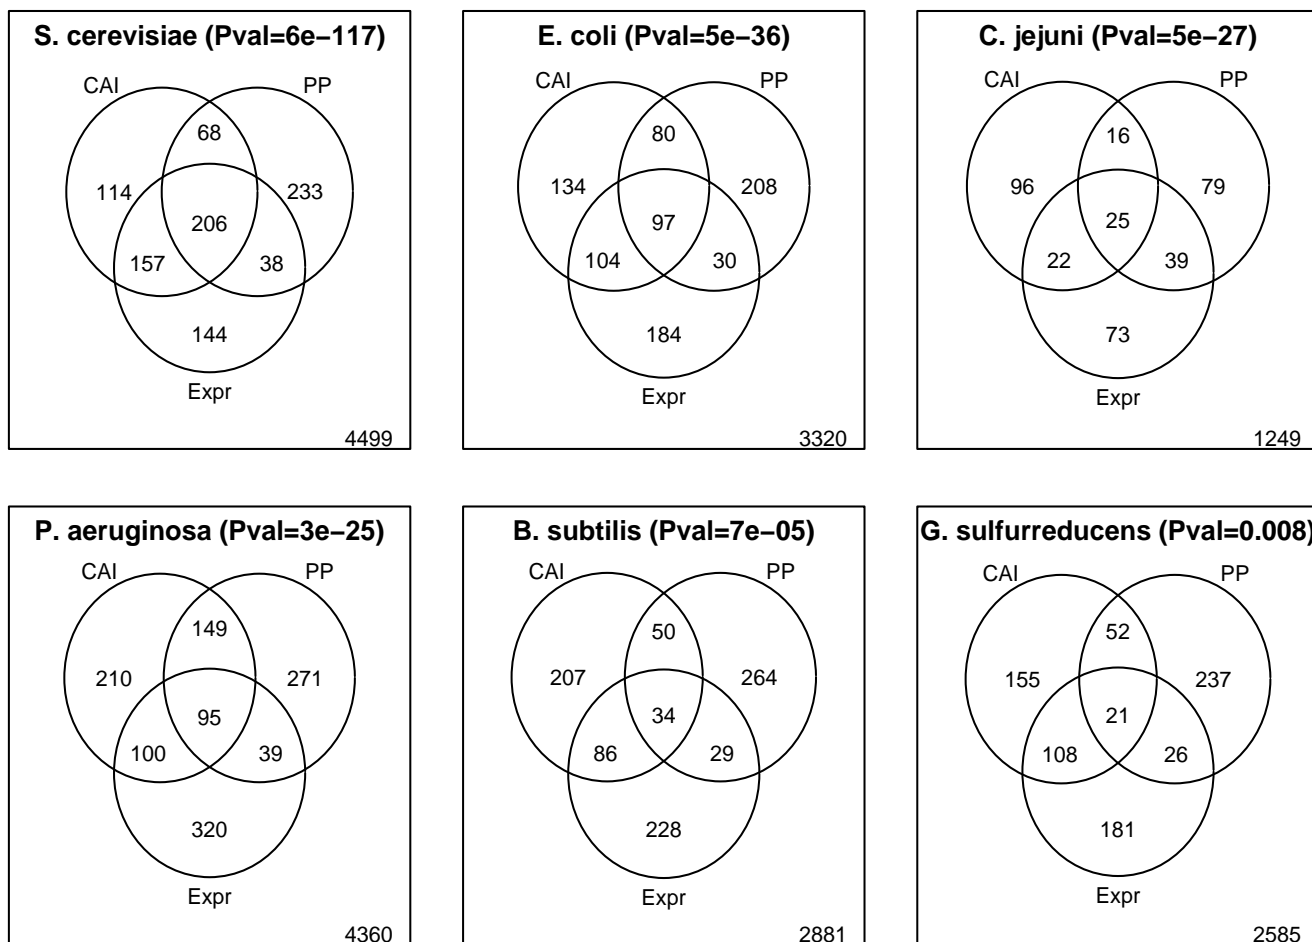 S. cerevisiae (Pval=6e−117)
CAI
PP
68
114
233
206
157
38
144
Expr
4499
E. coli (Pval=5e−36)
CAI
PP
80
134
208
97
104
30
184
Expr
3320
C. jejuni (Pval=5e−27)
CAI
PP
16
96
79
25
22
39
73
Expr
1249
P. aeruginosa (Pval=3e−25)
CAI
PP
149
210
271
95
100
39
320
Expr
4360
B. subtilis (Pval=7e−05)
CAI
PP
50
207
264
34
86
29
228
Expr
2881
G. sulfurreducens (Pval=0.008)
CAI
PP
52
155
237
21
108
26
181
Expr
2585